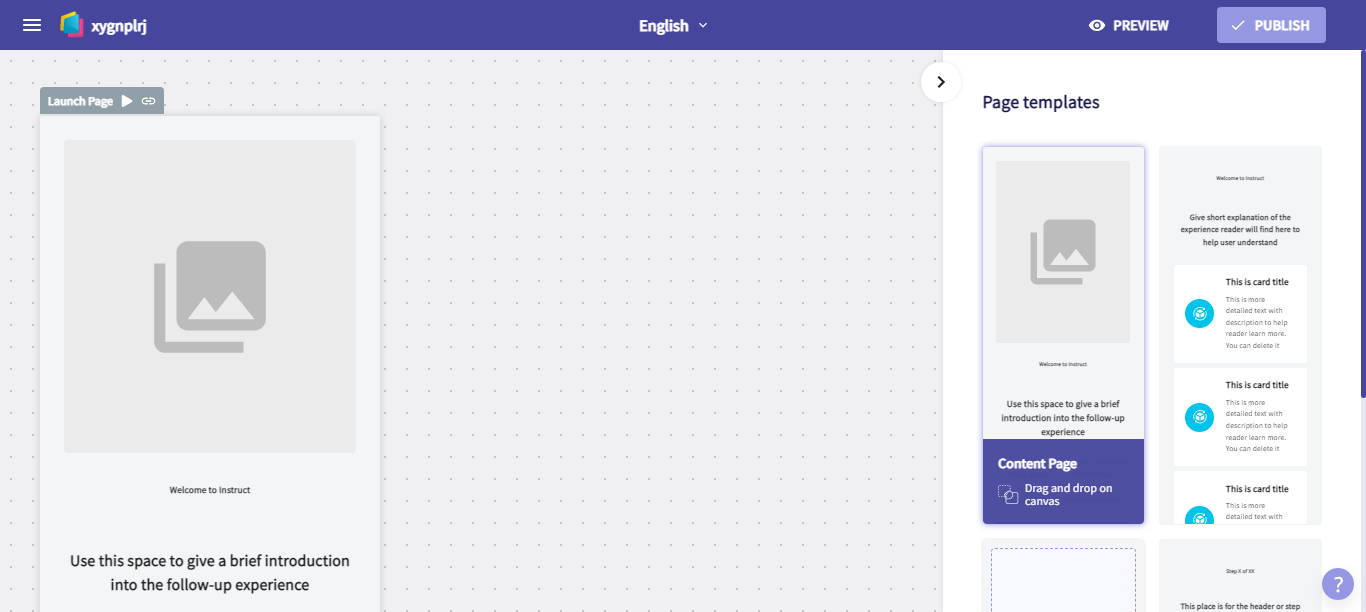 xygnplrj
English
PREVIEW
PUBLISH
Launch Page
Welcome to Instruct
Use this space to give a brief introduction
into the follow-up experience
Page templates
Welcome to Instruct
Use this space to give a brief
introduction into the follow-up
experience
Content Page
Drag and drop on
canvas
Welcome to Instruct
Give short explanation of the
experience reader will find here to
help user understand
This is card title
This is more
detailed text with
description to help
reader learn more.
You can delete it
This is card title
This is more
detailed text with
description to help
reader learn more.
You can delete it
This is card title
This is more
detailed text with
Step X of XX
This place is for the header or step
?